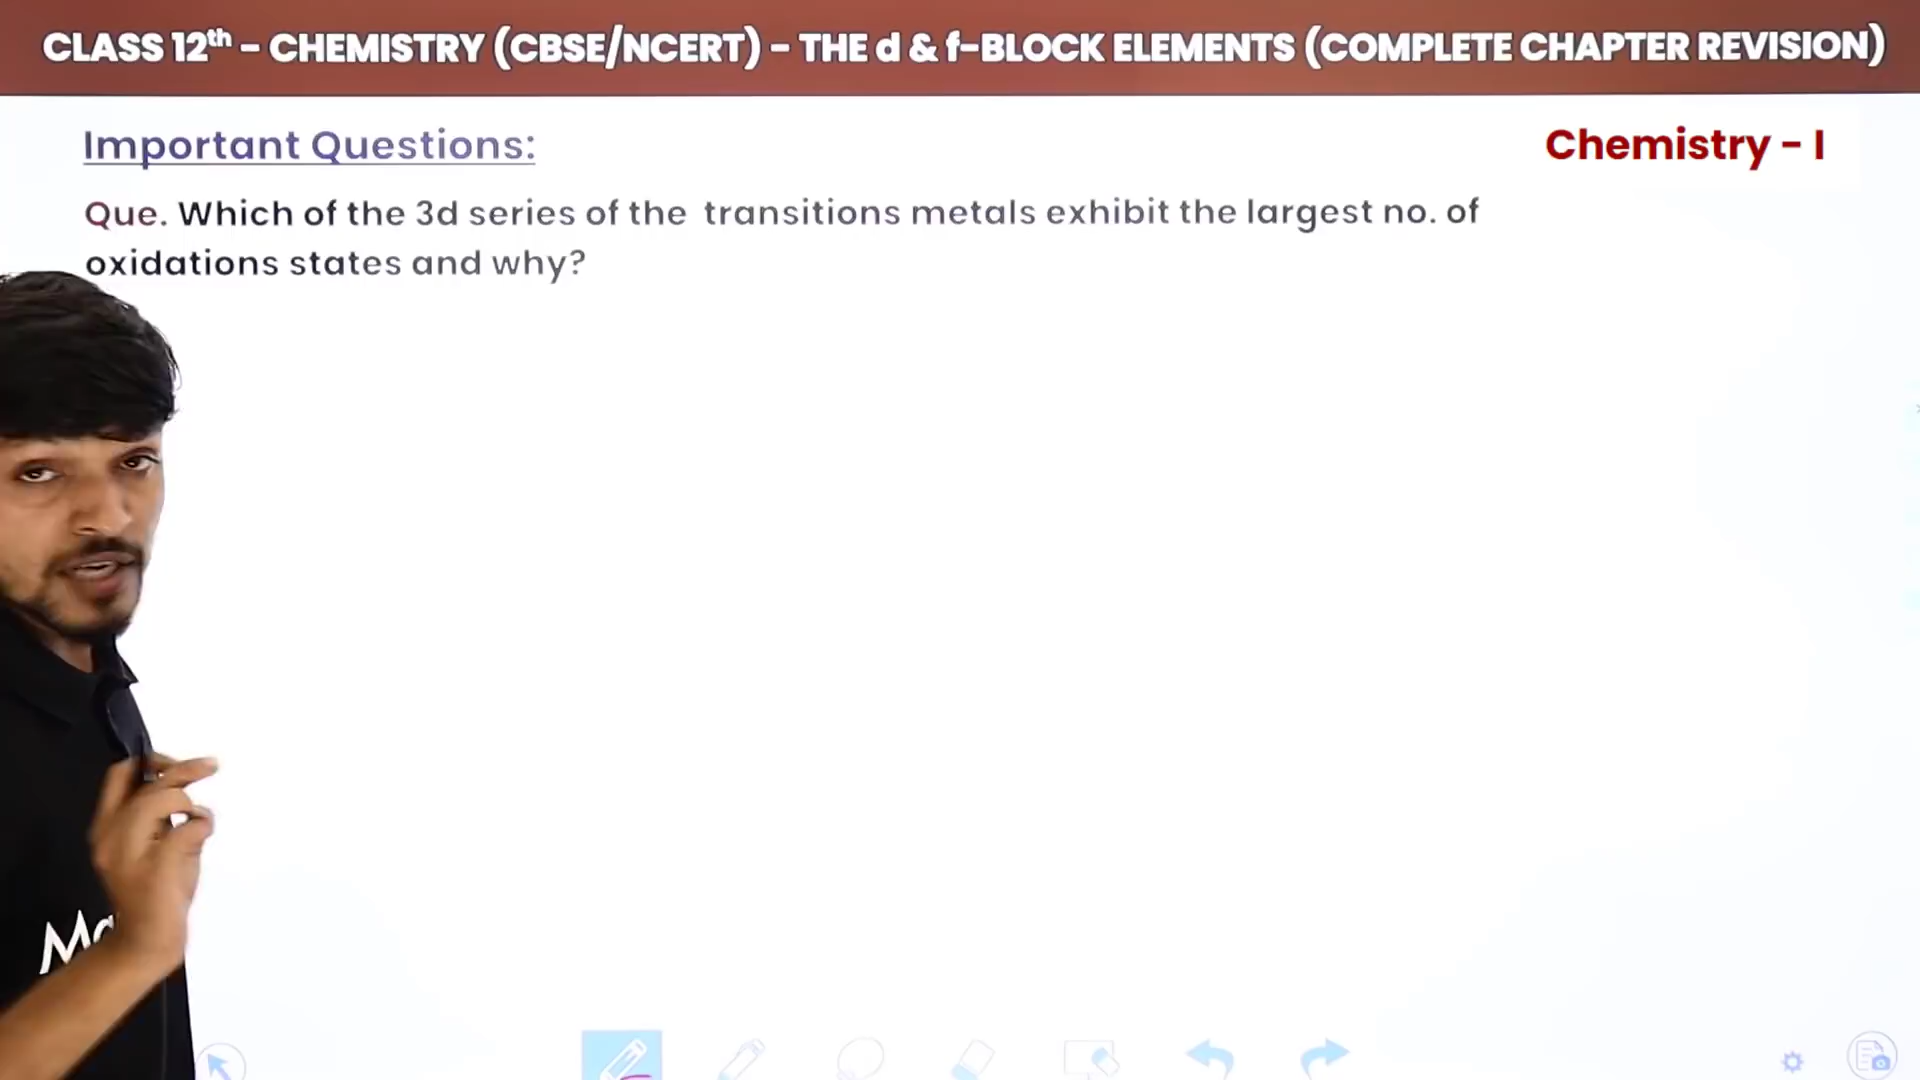 CLASS 12th - CHEMISTRY (CBSE/NCERT) - THE d & f-BLOCK ELEMENTS (COMPLETE CHAPTER REVISION)
Important Questions:
Chemistry - I
Que. Which of the 3d series of the transitions metals exhibit the largest no. of
oxidations states and why?